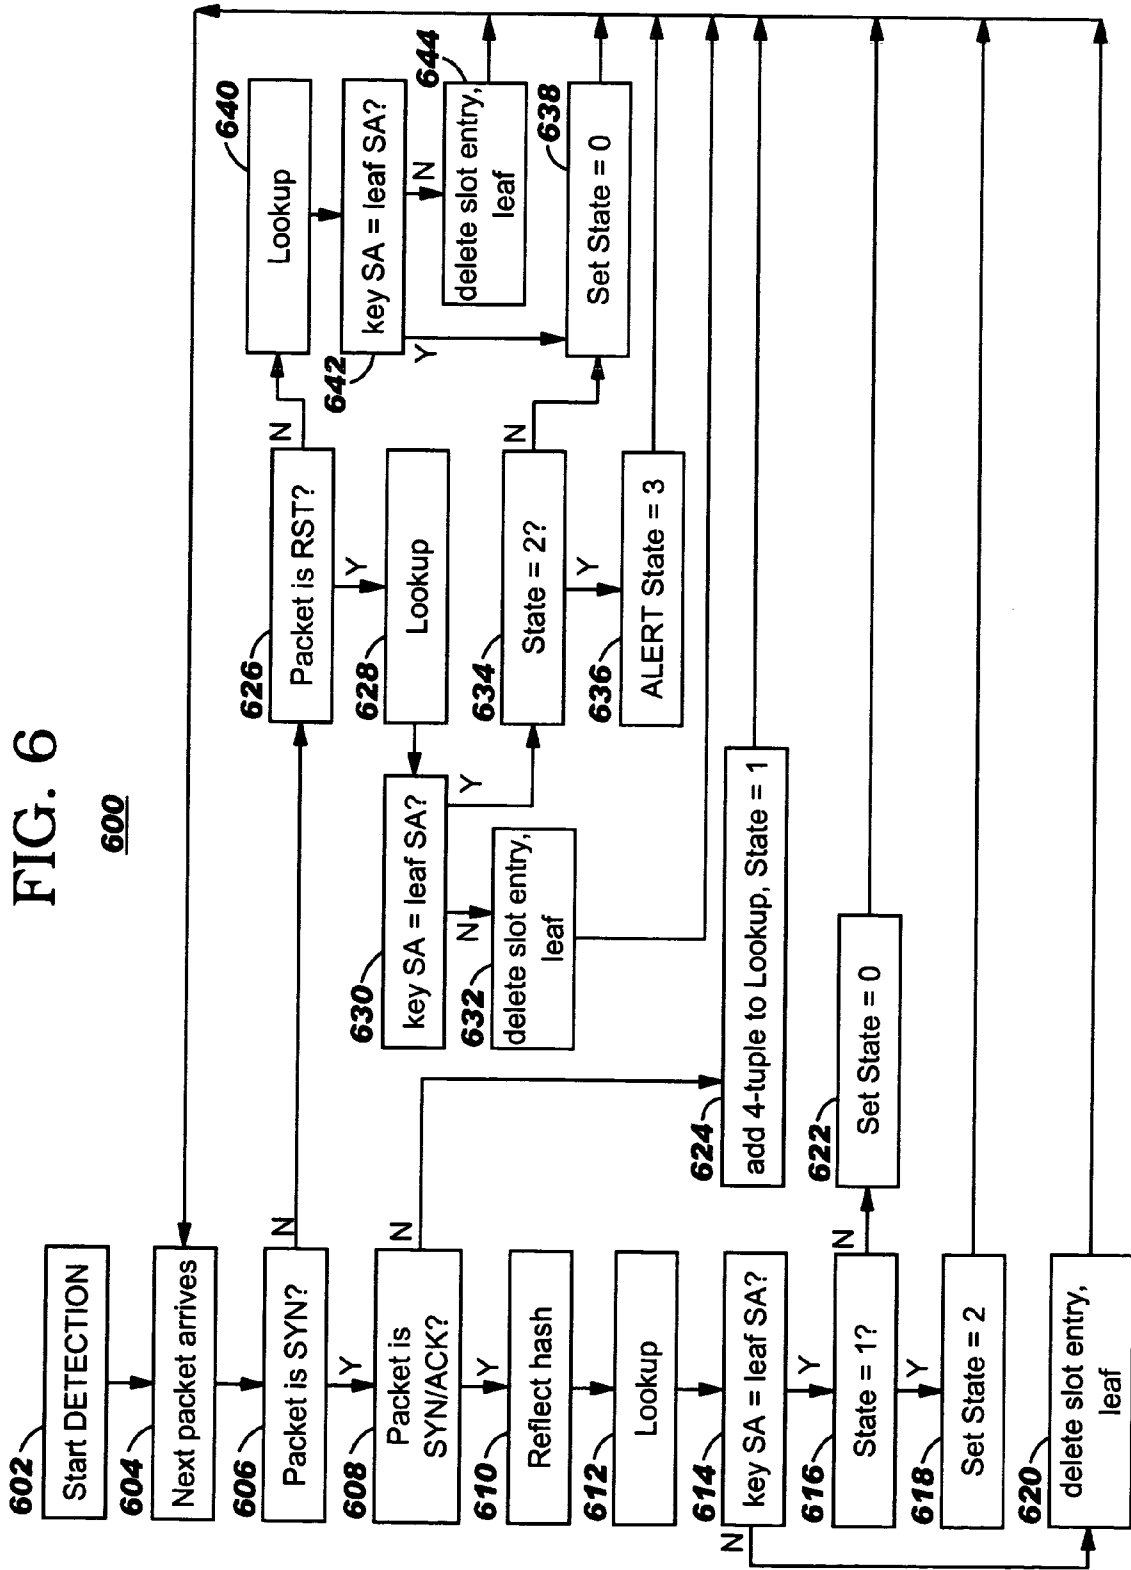 FIG. 6
600
602
Start DETECTION
604
Next packet arrives
606
Packet is SYN?
N
Y
608
Packet is
SYN/ACK?
N
Y
610
Reflect hash
612
Lookup
614
key SA = leaf SA?
N
Y
616
State = 1?
N
Y
618
Set State = 2
620
delete slot entry,
leaf
622
Set State = 0
624
add 4-tuple to Lookup, State = 1
626
Packet is RST?
N
Y
628
Lookup
630
key SA = leaf SA?
Y
N
632
delete slot entry,
leaf
634
State = 2?
N
Y
636
ALERT State = 3
640
Lookup
642
key SA = leaf SA?
Y
N
644
delete slot entry,
leaf
638
Set State = 0